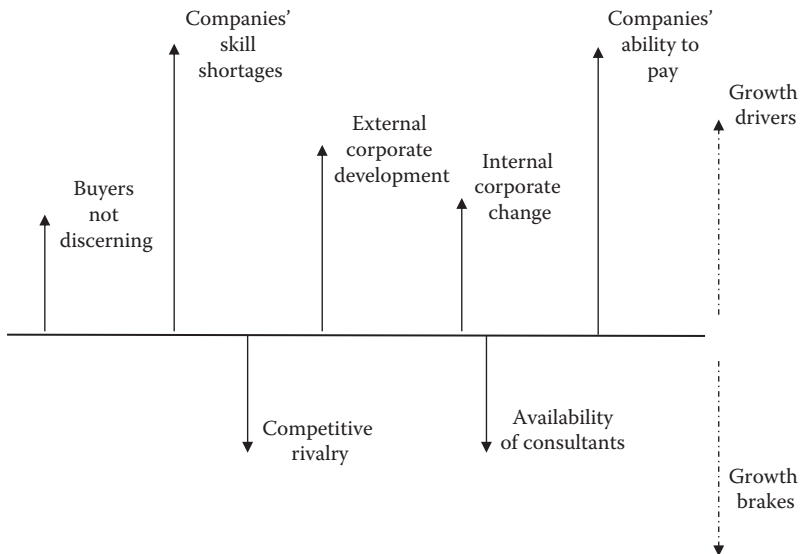 Companies’
skill
shortages
Companies’
ability to
pay
Growth
drivers
External
corporate
development
Internal
corporate
change
Buyers
not
discerning
Competitive
rivalry
Availability
of consultants
Growth
brakes